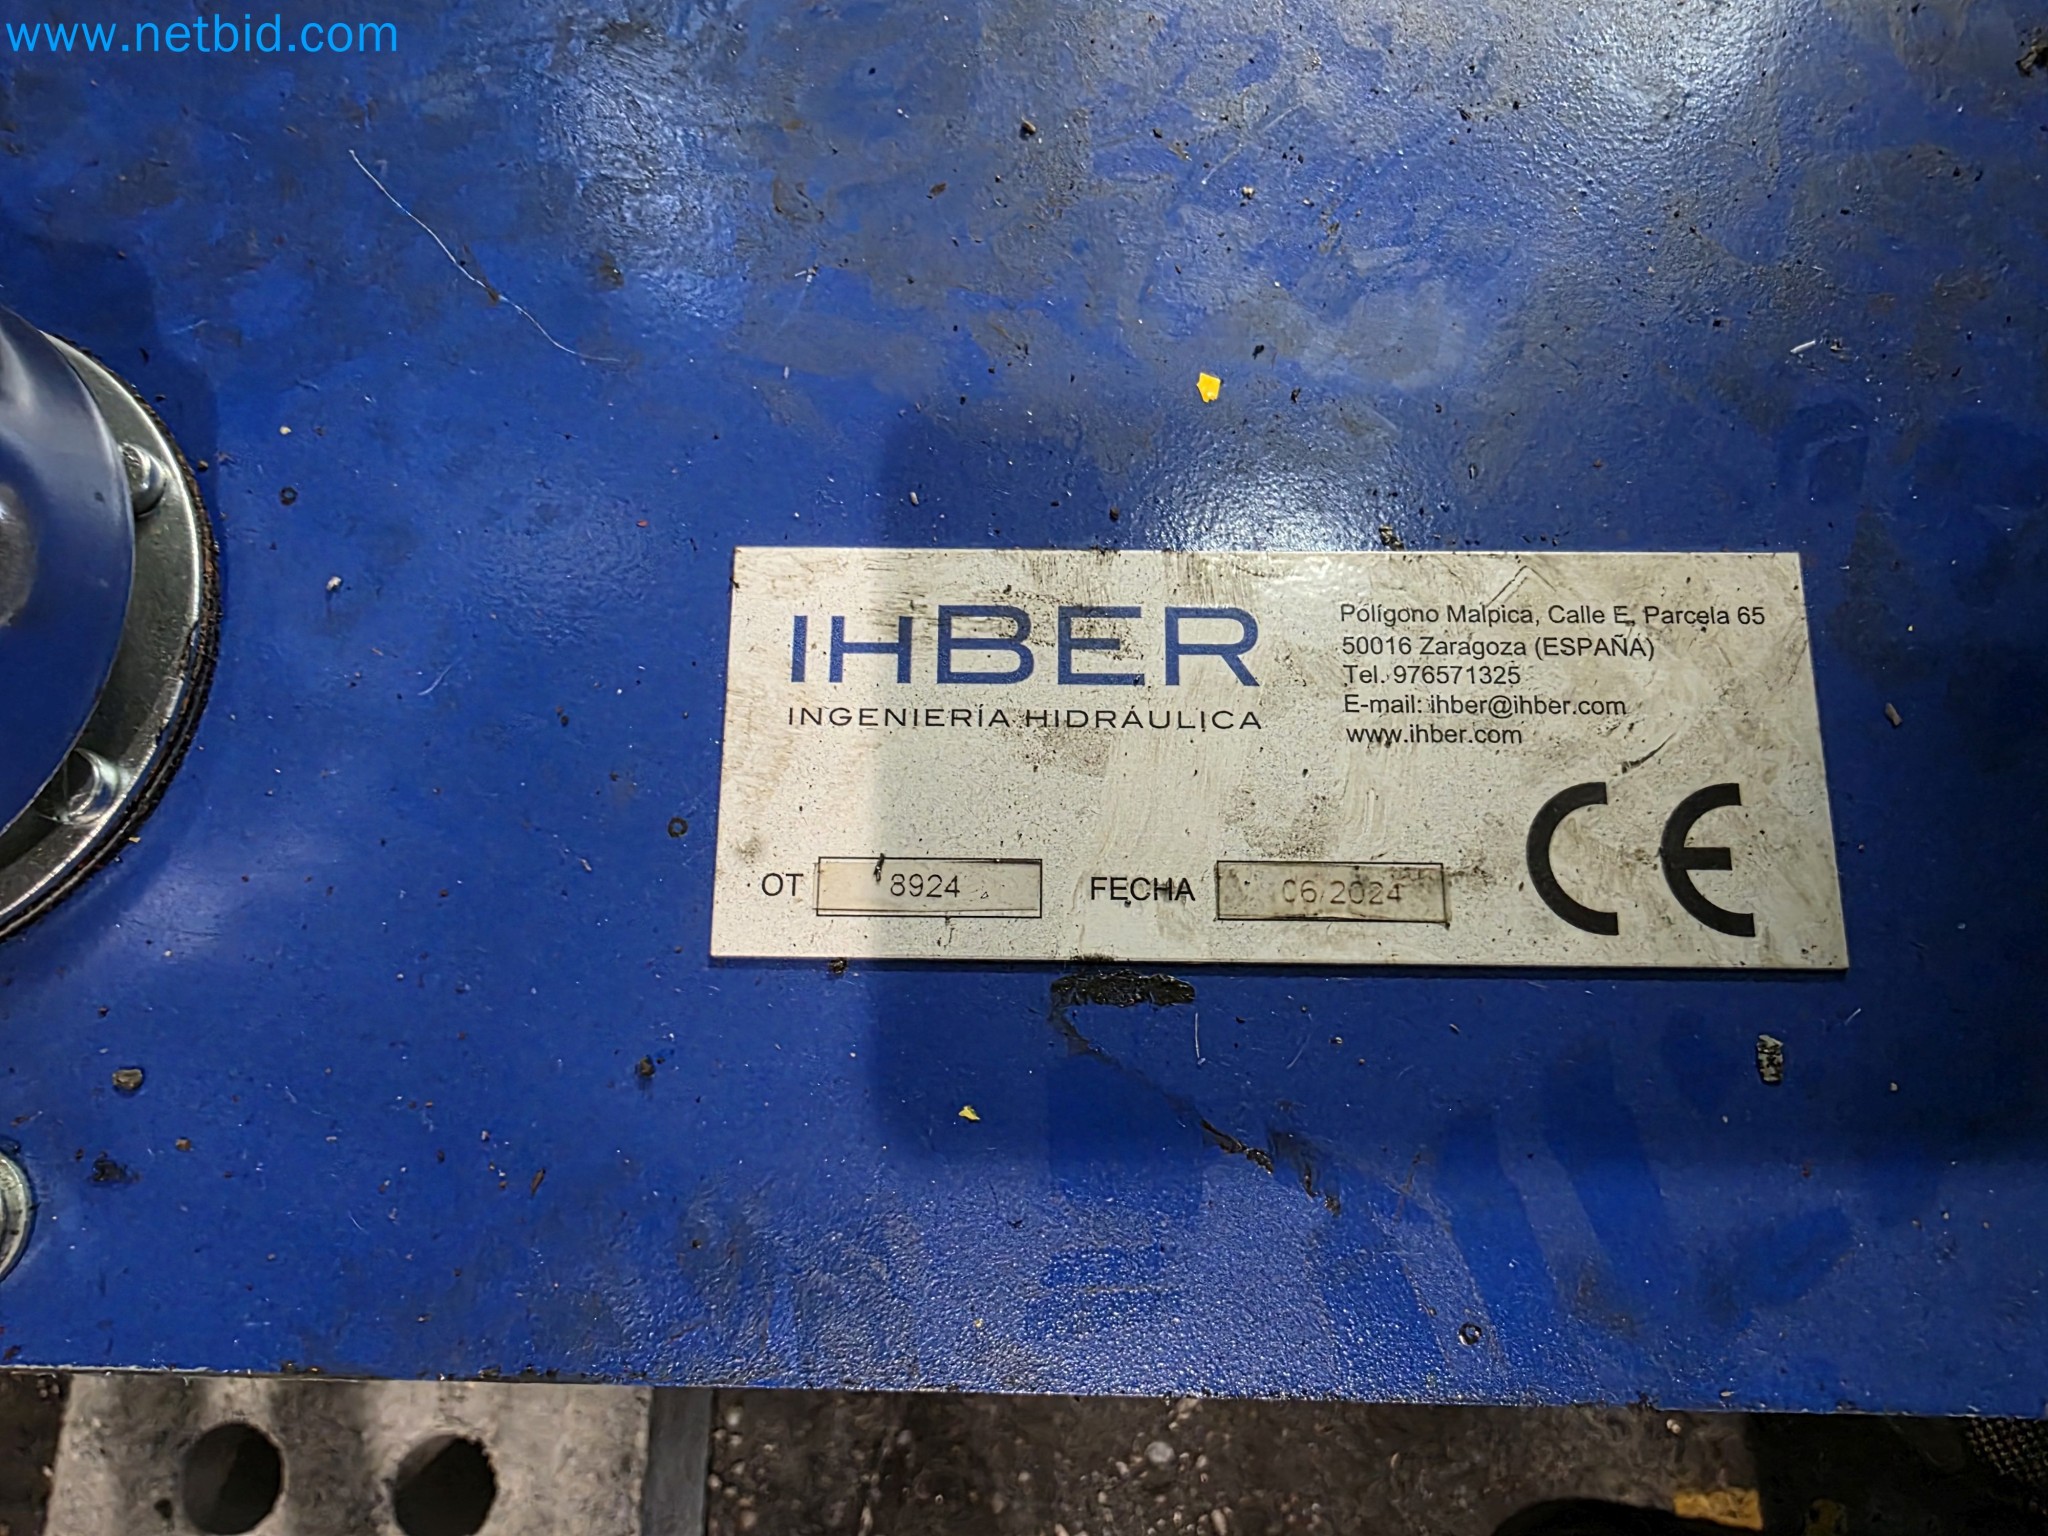 www.netbid.com
IHBER
INGENIERÍA HIDRÁULICA
Polígono Malpica, Calle E, Parcela 65
50016 Zaragoza (ESPAÑA)
Tel. 976571325
E-mail: ihber@ihber.com
www.ihber.com
OT 8924 FECHA 06/2024
CE